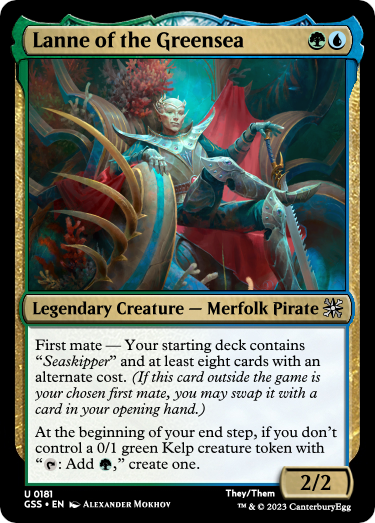 Lanne of the Greensea
Legendary Creature — Merfolk Pirate
First mate — Your starting deck contains
“Seaskipper” and at least eight cards with an
alternate cost. (If this card outside the game is
your chosen first mate, you may swap it with a
card in your opening hand.)
At the beginning of your end step, if you don’t
control a 0/1 green Kelp creature token with
“: Add ,” create one.
2/2
U 0181
GSS • EN Alexander Mokhov
They/Them
™ & © 2023 CanterburyEgg